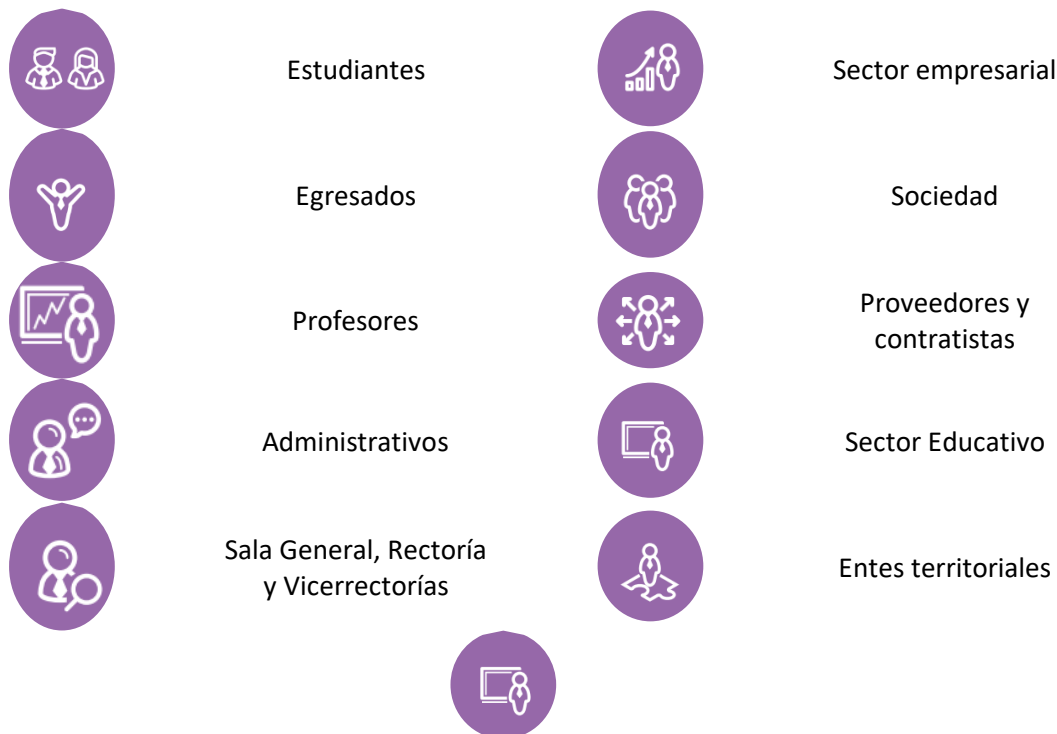 Estudiantes
Sector empresarial
Egresados
Sociedad
Profesores
Proveedores y
contratistas
Administrativos
Sector Educativo
Sala General, Rectoría
y Vicerrectorías
Entes territoriales